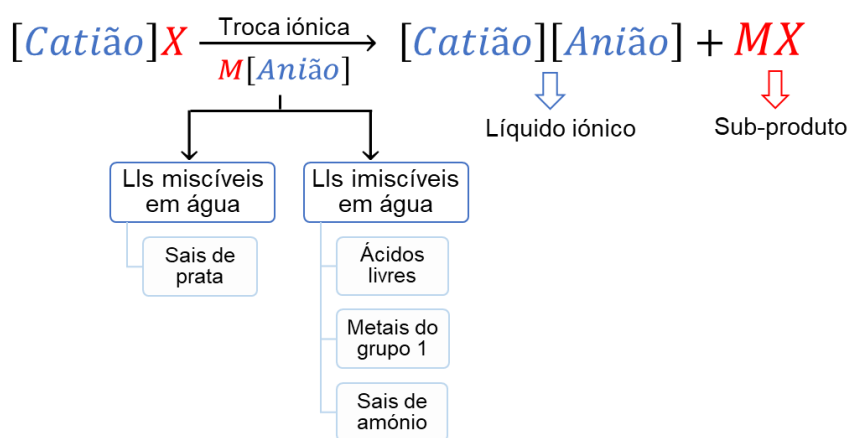 [Catião]X Troca iónica [Catião][Anião] + MX
M[Anião]
Líquido iónico
Sub-produto
LIs miscíveis
em água
LIs imiscíveis
em água
Sais de
prata
Ácidos
livres
Metais do
grupo 1
Sais de
amónio